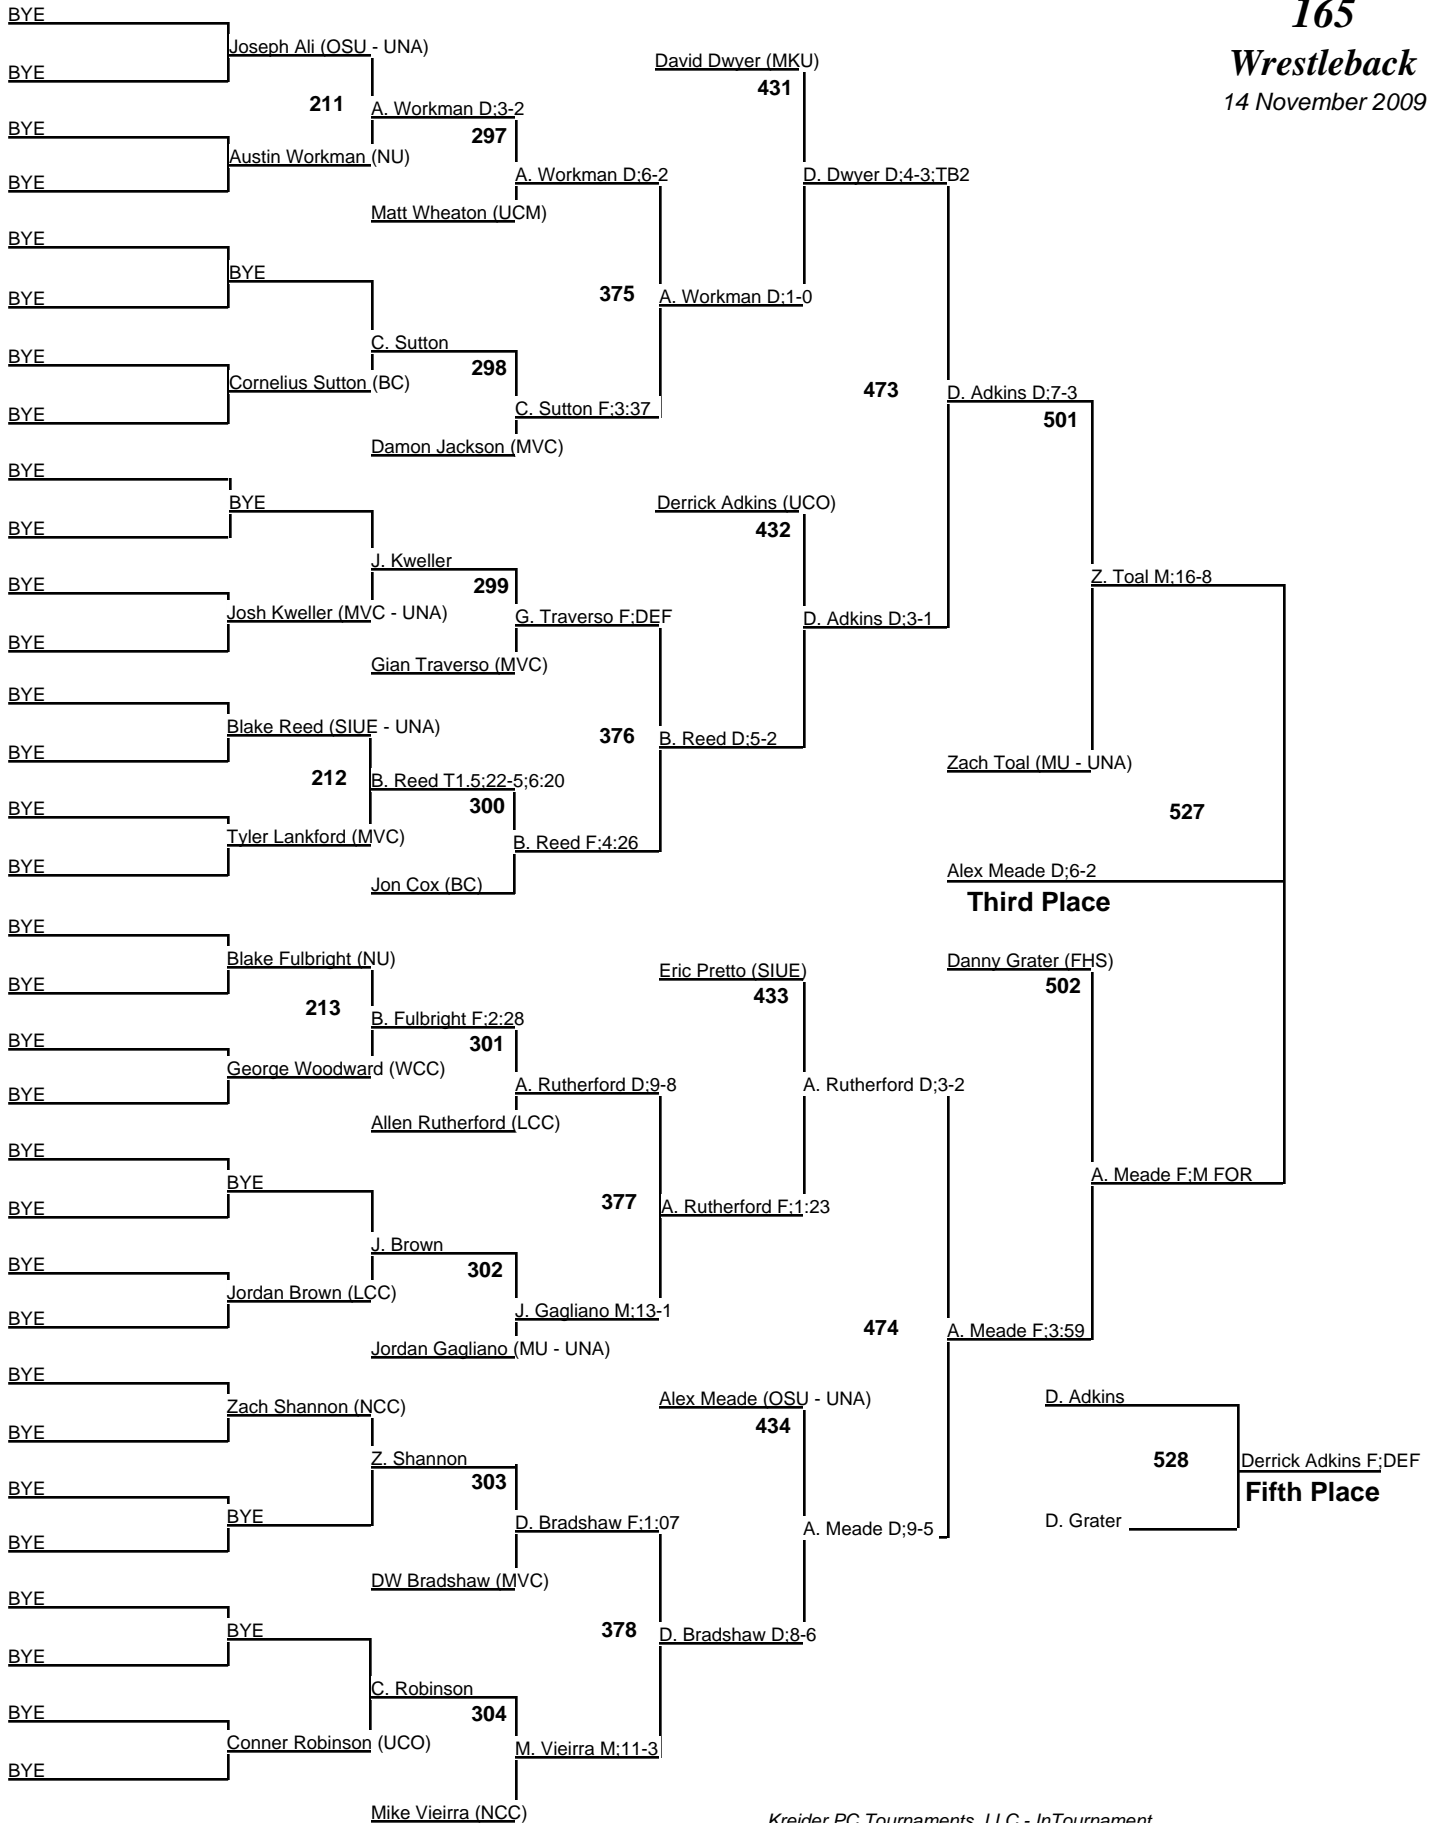 165
Wrestleback
14 November 2009
BYE
Joseph Ali (OSU - UNA)
BYE
211
A. Workman D;3-2
BYE
297
Austin Workman (NU)
BYE
A. Workman D;6-2
Matt Wheaton (UCM)
David Dwyer (MKU)
431
D. Dwyer D;4-3;TB2
BYE
BYE
BYE
375
A. Workman D;1-0
C. Sutton
BYE
298
Cornelius Sutton (BC)
BYE
C. Sutton F;3:37
Damon Jackson (MVC)
473
D. Adkins D;7-3
501
BYE
BYE
BYE
Derrick Adkins (UCO)
432
J. Kweller
BYE
299
Josh Kweller (MVC - UNA)
G. Traverso F;DEF
BYE
Gian Traverso (MVC)
D. Adkins D;3-1
Z. Toal M;16-8
BYE
Blake Reed (SIUE - UNA)
BYE
376
B. Reed D;5-2
212
B. Reed T1.5;22-5;6:20
BYE
300
Tyler Lankford (MVC)
B. Reed F;4:26
BYE
Jon Cox (BC)
Zach Toal (MU - UNA)
527
Alex Meade D;6-2
Third Place
BYE
Blake Fulbright (NU)
BYE
213
B. Fulbright F;2:28
BYE
301
George Woodward (WCC)
A. Rutherford D;9-8
BYE
Allen Rutherford (LCC)
Eric Pretto (SIUE)
433
A. Rutherford D;3-2
Danny Grater (FHS)
502
BYE
BYE
BYE
377
A. Rutherford F;1:23
A. Meade F;M FOR
J. Brown
BYE
302
Jordan Brown (LCC)
J. Gagliano M;13-1
BYE
Jordan Gagliano (MU - UNA)
474
A. Meade F;3:59
BYE
Zach Shannon (NCC)
BYE
Alex Meade (OSU - UNA)
434
Z. Shannon
BYE
303
BYE
D. Bradshaw F;1:07
BYE
DW Bradshaw (MVC)
A. Meade D;9-5
D. Adkins
528
Derrick Adkins F;DEF
Fifth Place
D. Grater
BYE
BYE
BYE
378
D. Bradshaw D;8-6
C. Robinson
BYE
304
Conner Robinson (UCO)
M. Vieirra M;11-3
BYE
Mike Vieirra (NCC)
Kreider PC Tournaments, LLC - InTournament